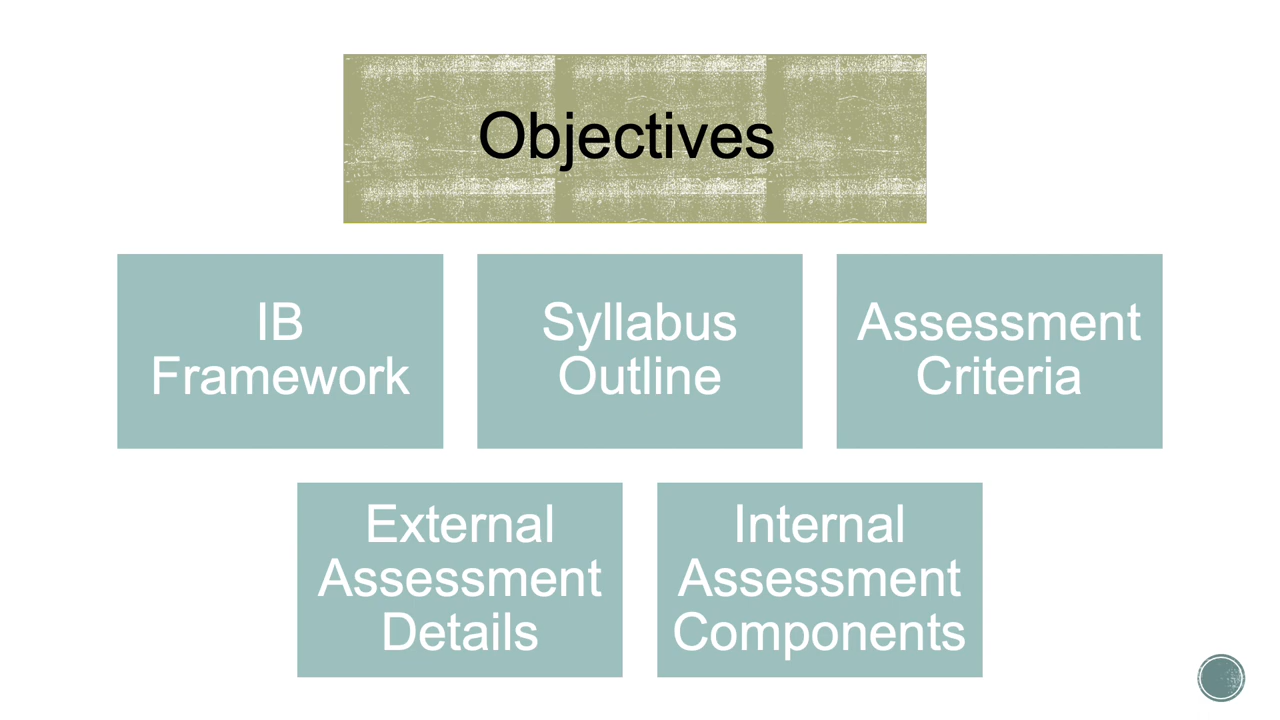 Objectives
IB
Framework
Syllabus
Outline
Assessment
Criteria
External
Assessment
Details
Internal
Assessment
Components